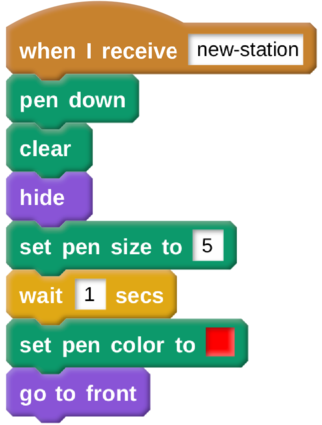 when I receive new-station
pen down
clear
hide
set pen size to 5
wait 1 secs
set pen color to
go to front